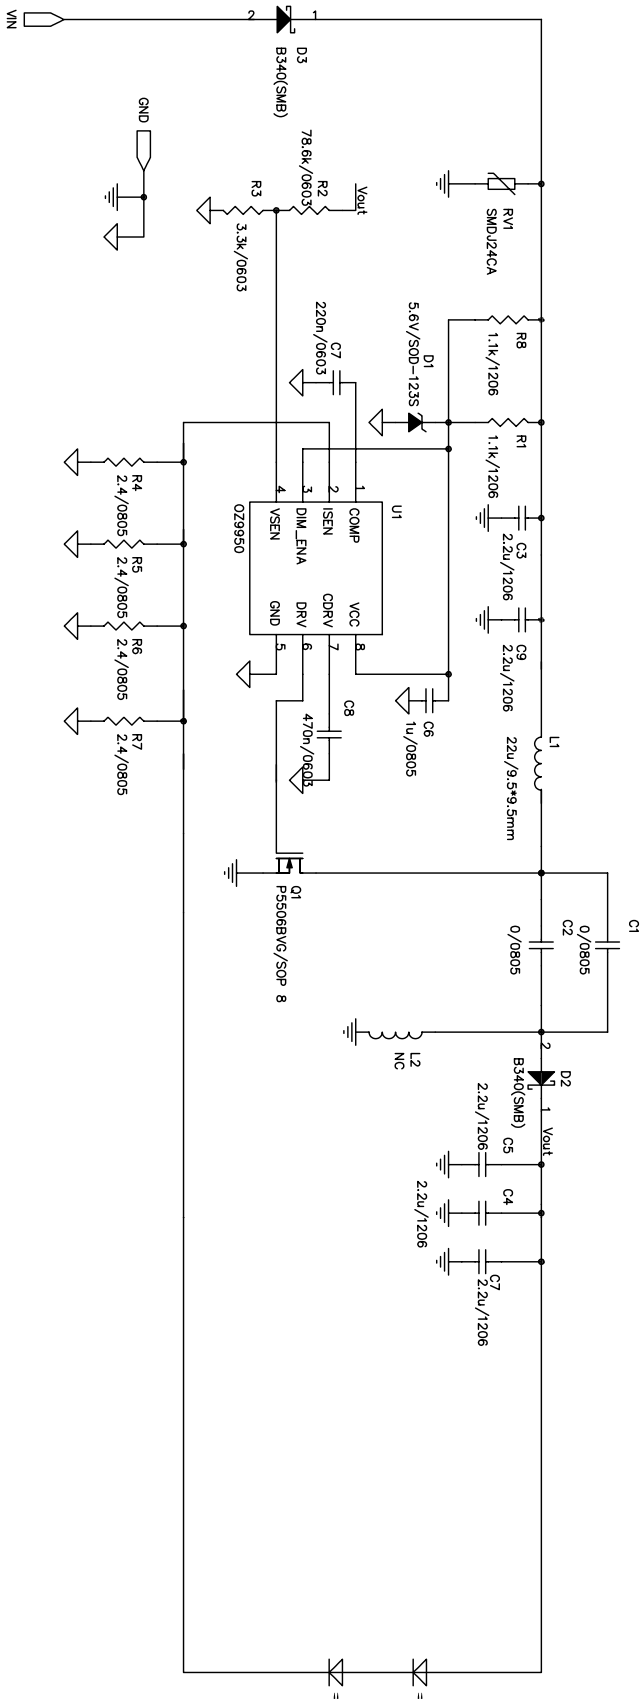 VIN
2
1
D3
B340(SMB)
GND
RV1
SMDJ24CA
Vout
R2
78.6k/0603
R3
3.3k/0603
R8
1.1k/1206
R1
1.1k/1206
D1
5.6V/SOD-123S
C7
220n/0603
C3
2.2u/1206
C9
2.2u/1206
U1
1
2
3
4
COMP
ISEN
DIM_ENA
VSEN
VCC
CDRV
DRV
GND
8
7
6
5
OZ9950
C6
1u/0805
C8
470n/0603
R4
2.4/0805
R5
2.4/0805
R6
2.4/0805
R7
2.4/0805
L1
22u/9.5*9.5mm
Q1
P5506BVG/SOP 8
C1
0/0805
C2
0/0805
L2
NC
2
D2
B340(SMB)
1
Vout
C5
2.2u/1206
C4
2.2u/1206
C7
2.2u/1206